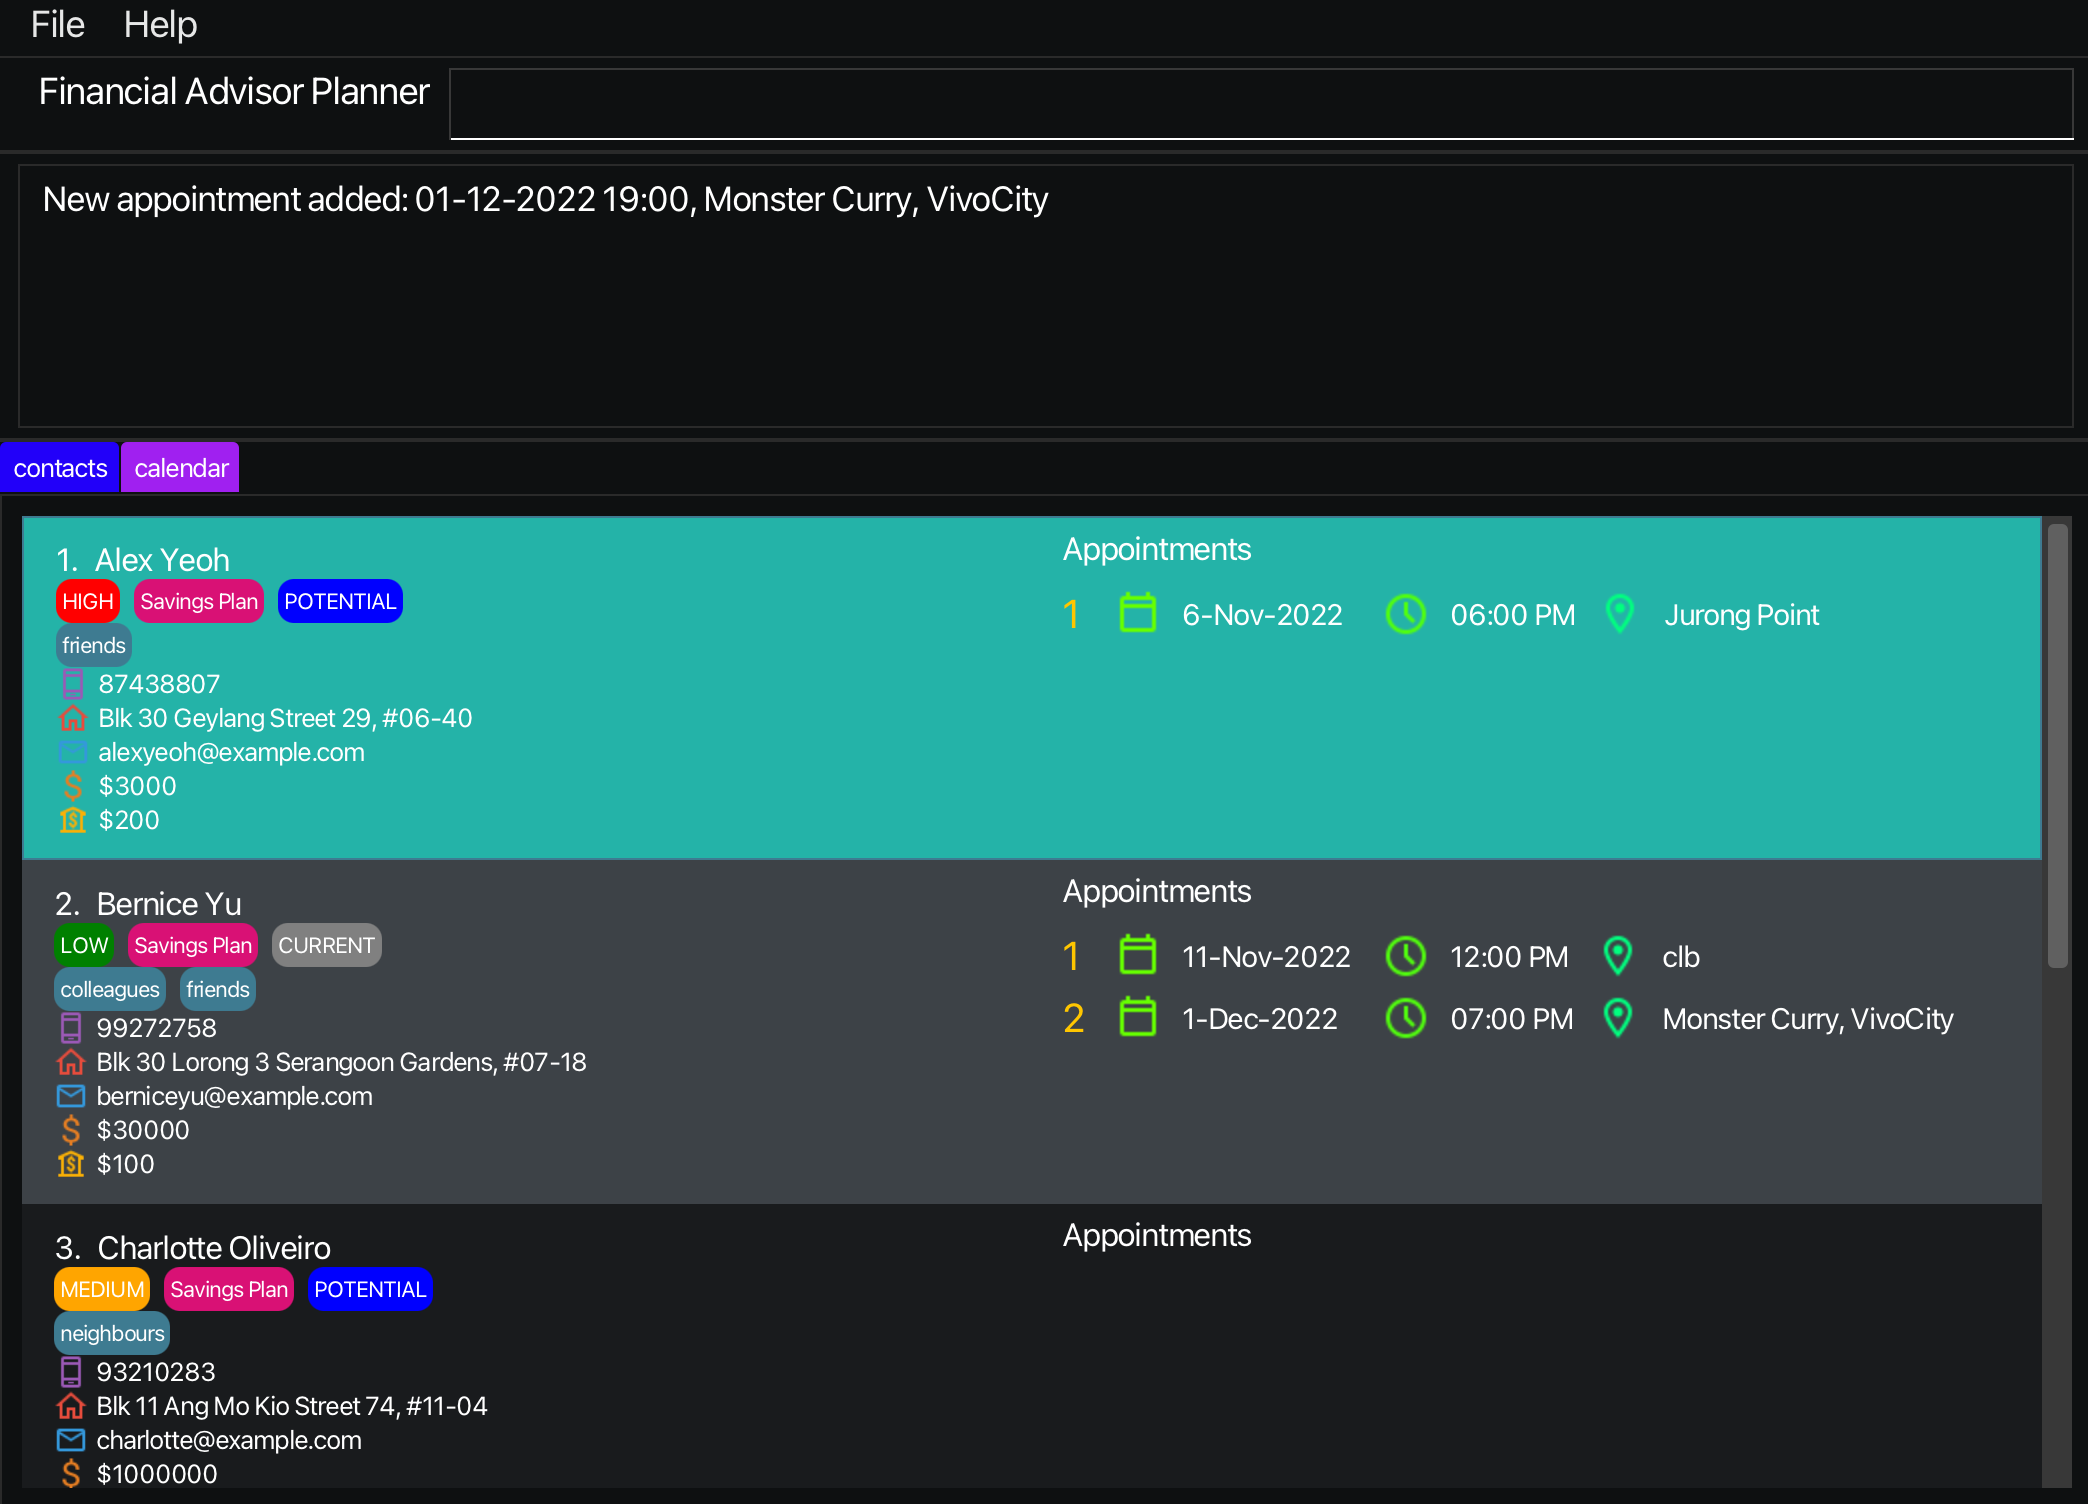 File Help
Financial Advisor Planner
New appointment added: 01-12-2022 19:00, Monster Curry, VivoCity
contacts calendar
1. Alex Yeoh
HIGH Savings Plan POTENTIAL
friends
87438807
Blk 30 Geylang Street 29, #06-40
alexyeoh@example.com
$3000
$200
Appointments
1 6-Nov-2022 06:00 PM Jurong Point
2. Bernice Yu
LOW Savings Plan CURRENT
colleagues friends
99272758
Blk 30 Lorong 3 Serangoon Gardens, #07-18
berniceyu@example.com
$30000
$100
Appointments
1 11-Nov-2022 12:00 PM clb
2 1-Dec-2022 07:00 PM Monster Curry, VivoCity
3. Charlotte Oliveiro
MEDIUM Savings Plan POTENTIAL
neighbours
93210283
Blk 11 Ang Mo Kio Street 74, #11-04
charlotte@example.com
$1000000
Appointments